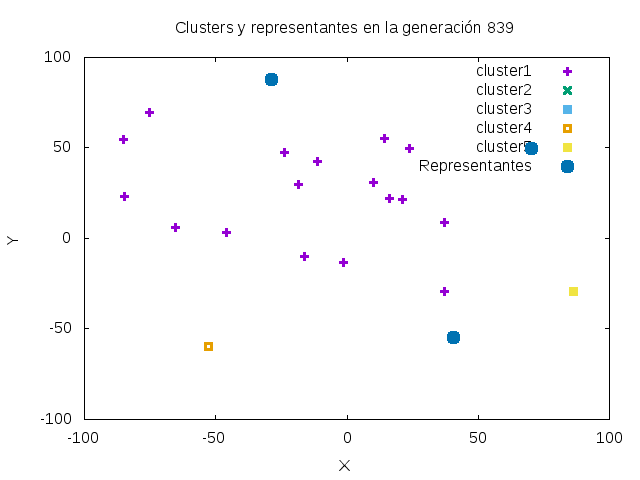 Clusters y representantes en la generación 839
100
50
0
-50
-100
-100
-50
0
50
100
X
Y
cluster1
cluster2
cluster3
cluster4
cluster5
Representantes